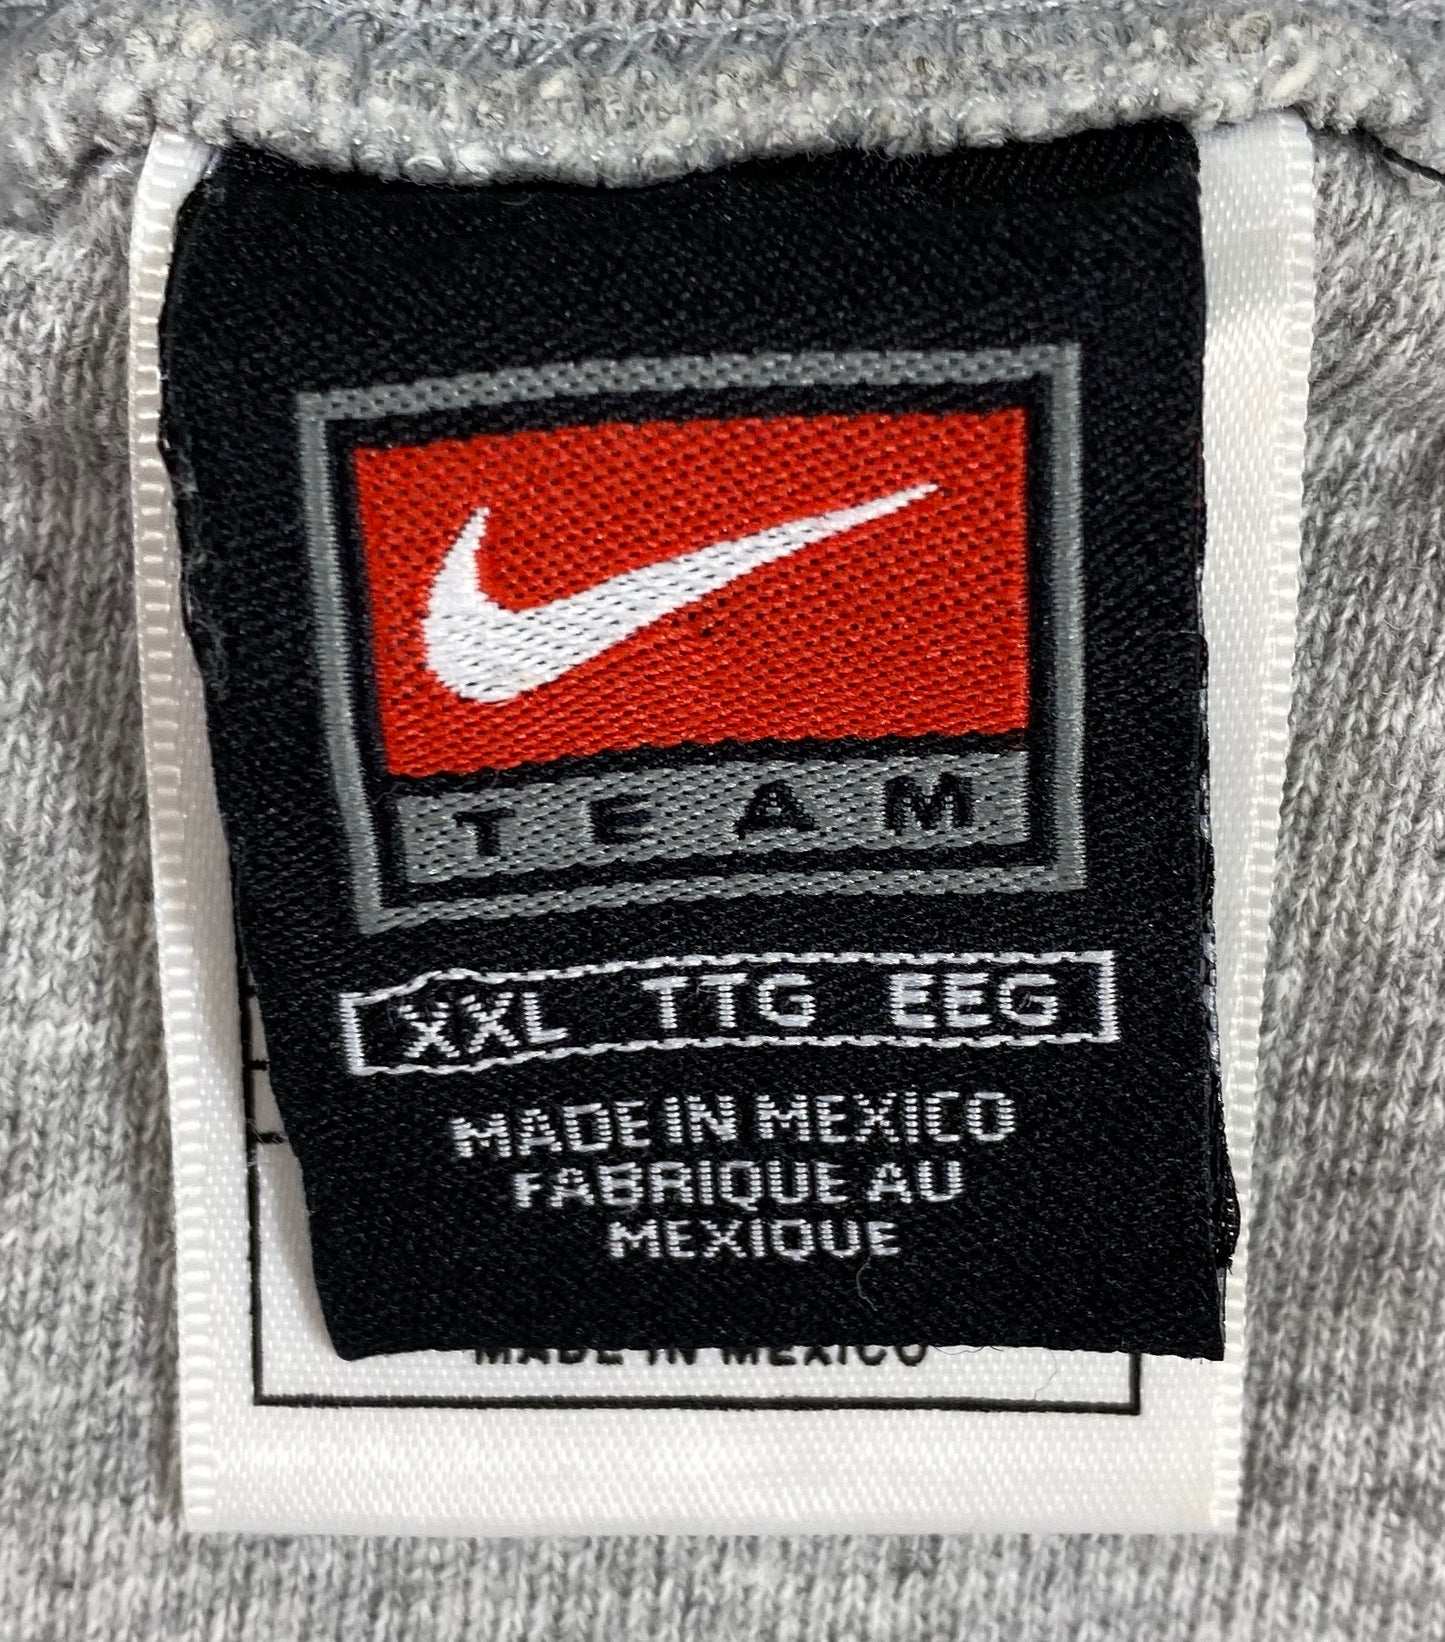 TEAM
XXL TTG EEG
MADE IN MEXICO
FABRIQUE AU
MEXIQUE
MADE IN MEXICO